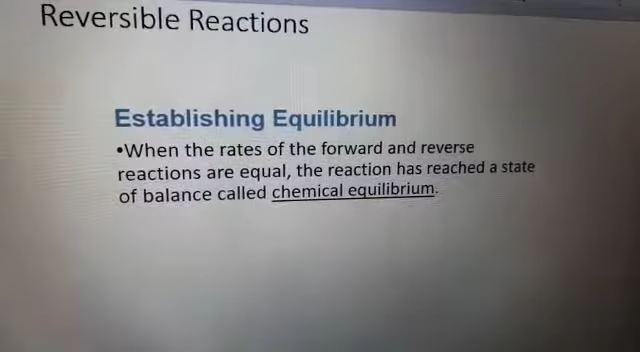 Reversible Reactions
Establishing Equilibrium
•When the rates of the forward and reverse
reactions are equal, the reaction has reached a state
of balance called chemical equilibrium.